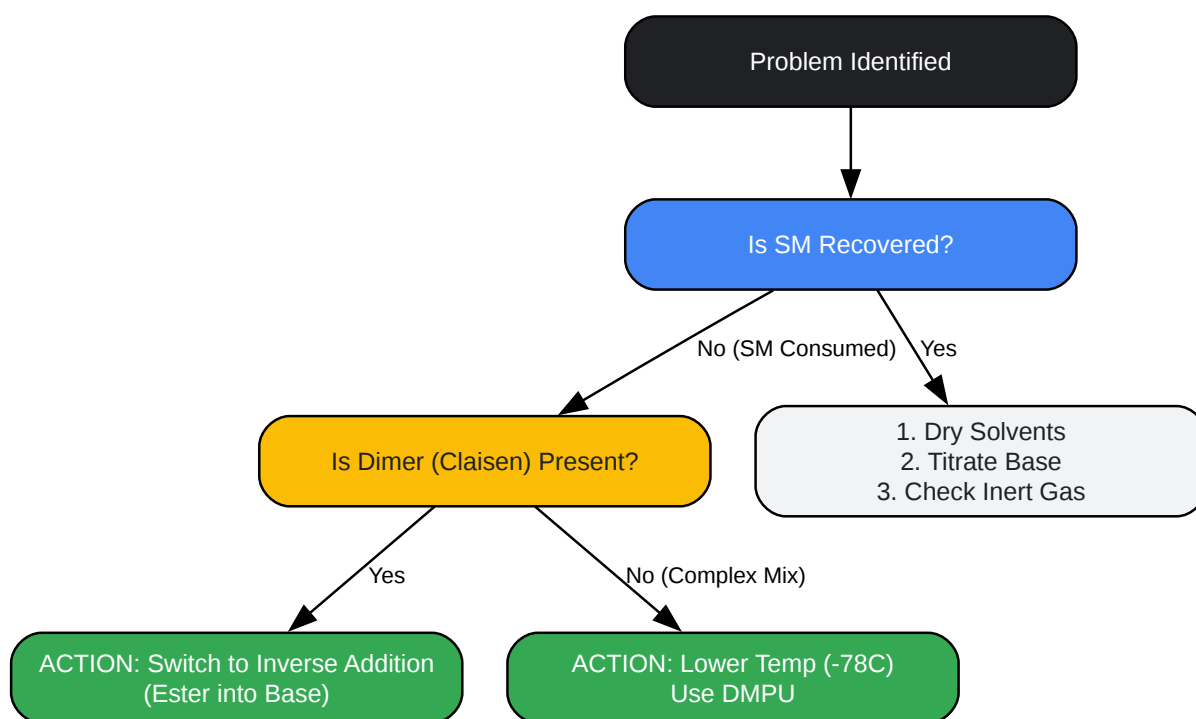 Problem Identified
Is SM Recovered?
No (SM Consumed)
Yes
Is Dimer (Claisen) Present?
1. Dry Solvents
2. Titrate Base
3. Check Inert Gas
Yes
No (Complex Mix)
ACTION: Switch to Inverse Addition
(Ester into Base)
ACTION: Lower Temp (-78C)
Use DMPU